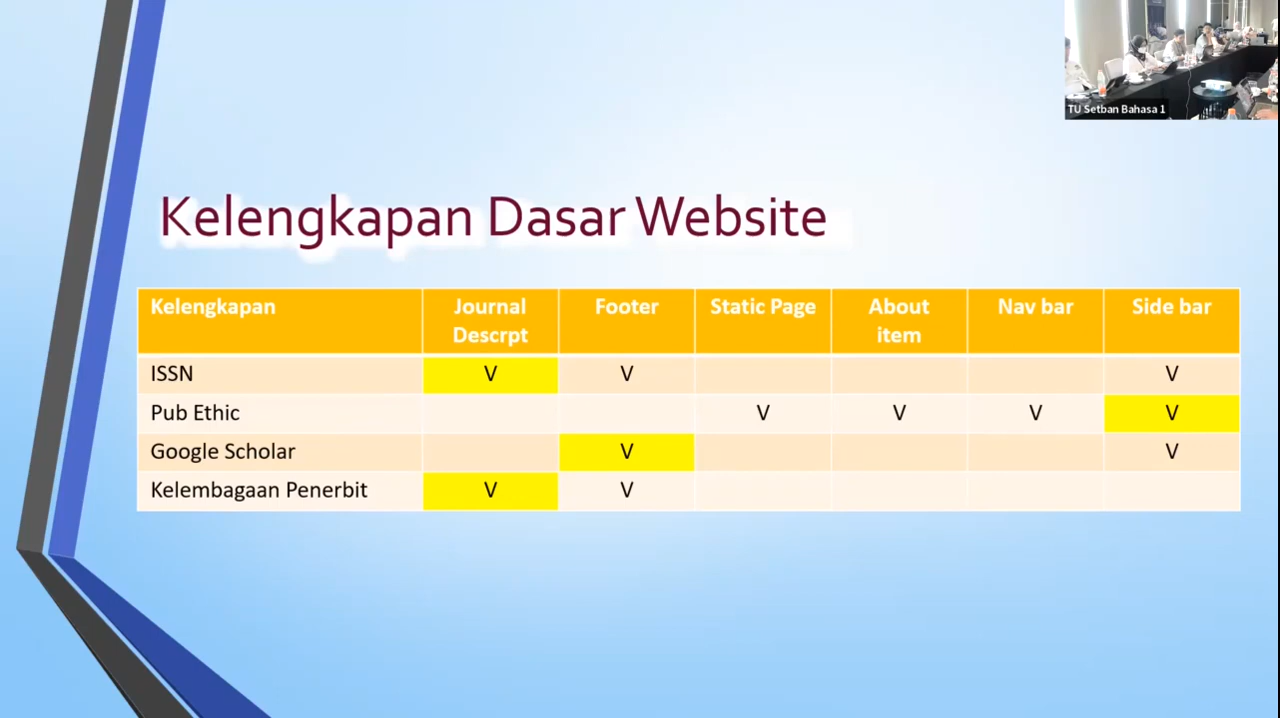 TU Setban Bahasa 1
Kelengkapan Dasar Website
Kelengkapan Journal Descrpt Footer Static Page About item Nav bar Side bar
ISSN V V V
Pub Ethic V V V V
Google Scholar V V
Kelembagaan Penerbit V V